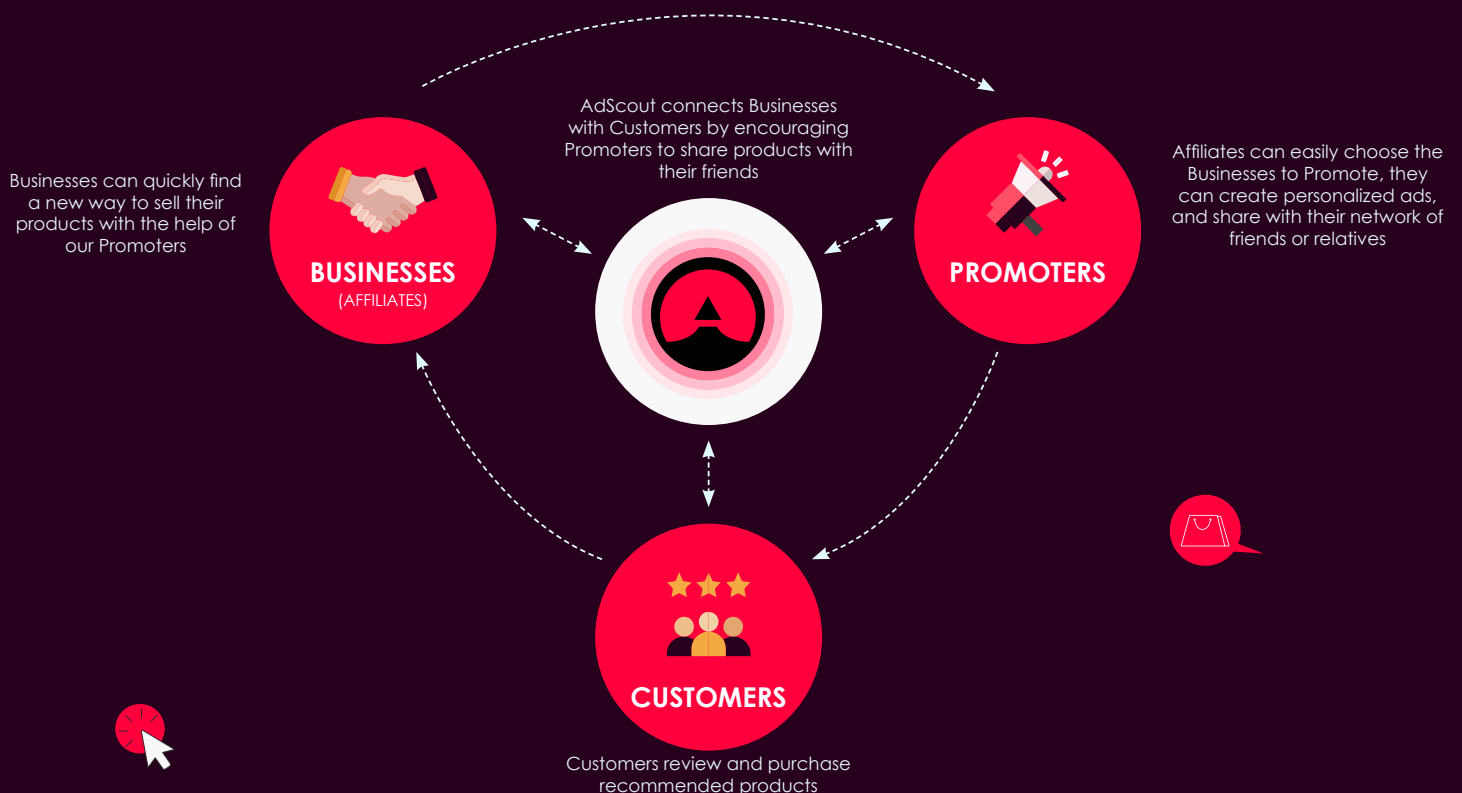 AdScout connects Businesses
with Customers by encouraging
Promoters to share products with
their friends
Businesses can quickly find
a new way to sell their
products with the help of
our Promoters
BUSINESSES
(AFFILIATES)
PROMOTERS
Affiliates can easily choose the
Businesses to Promote, they
can create personalized ads,
and share with their network of
friends or relatives
CUSTOMERS
Customers review and purchase
recommended products